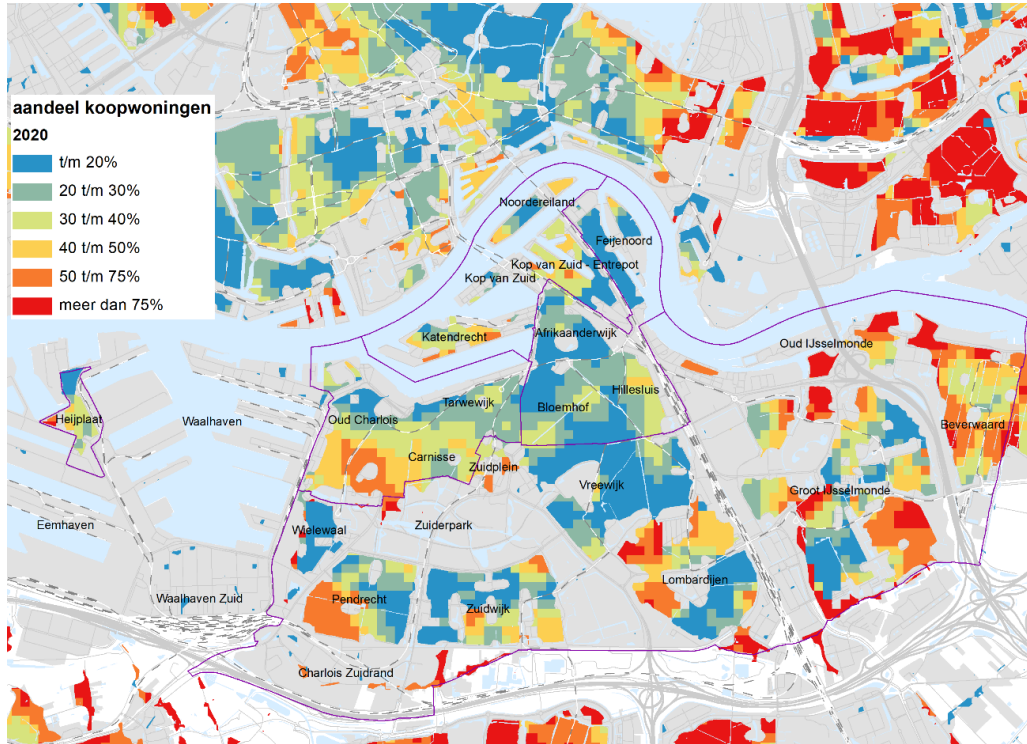 aandeel koopwoningen
2020
t/m 20%
20 t/m 30%
30 t/m 40%
40 t/m 50%
50 t/m 75%
meer dan 75%
Noordereiland
Feijenoord
Kop van Zuid - Entrepot
Kop van Zuid
Katendrecht
Afrikaanderwijk
Oud IJsselmonde
Hillesluis
Tarwewijk
Bloemhof
Heijplaat
Waalhaven
Oud Charlois
Beverwaard
Carnisse
Zuidplein
Vreewijk
Groot IJsselmonde
Eemhaven
Zuiderpark
Wielewaal
Lombardijen
Waalhaven Zuid
Pendrecht
Zuidwijk
Charlois Zuidrand